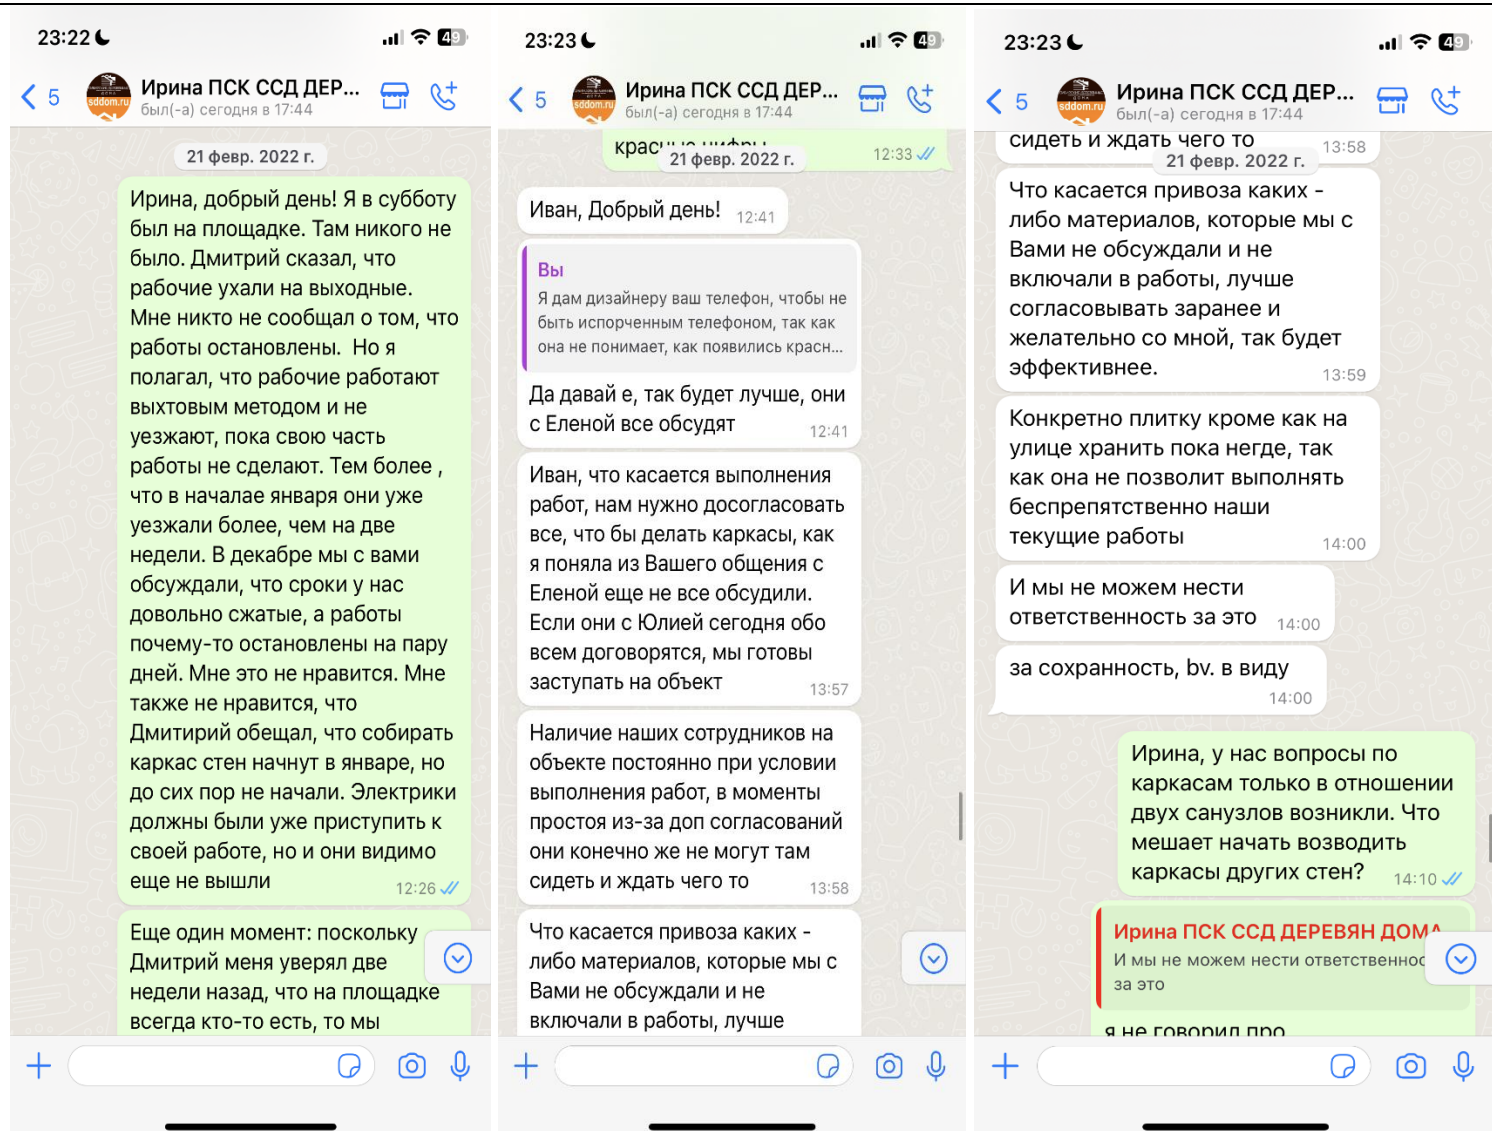 23:22
49
5
sddom.ru
Ирина ПСК ССД ДЕР...
был(-а) сегодня в 17:44
21 февр. 2022 г.
Ирина, добрый день! Я в субботу
был на площадке. Там никого не
было. Дмитрий сказал, что
рабочие ухали на выходные.
Мне никто не сообщал о том, что
работы остановлены. Но я
полагал, что рабочие работают
выхтовым методом и не
уезжают, пока свою часть
работы не сделают. Тем более ,
что в началае января они уже
уезжали более, чем на две
недели. В декабре мы с вами
обсуждали, что сроки у нас
довольно сжатые, а работы
почему-то остановлены на пару
дней. Мне это не нравится. Мне
также не нравится, что
Дмитирий обещал, что собирать
каркас стен начнут в январе, но
до сих пор не начали. Электрики
должны были уже приступить к
своей работе, но и они видимо
еще не вышли
12:26
Еще один момент: поскольку
Дмитрий меня уверял две
недели назад, что на площадке
всегда кто-то есть, то мы
23:23
49
5
sddom.ru
Ирина ПСК ССД ДЕР...
был(-а) сегодня в 17:44
красные цифры
12:33
21 февр. 2022 г.
Иван, Добрый день!
12:41
Вы
Я дам дизайнеру ваш телефон, чтобы не
быть испорченным телефоном, так как
она не понимает, как появились красн...
Да давай е, так будет лучше, они
с Еленой все обсудят
12:41
Иван, что касается выполнения
работ, нам нужно досогласовать
все, что бы делать каркасы, как
я поняла из Вашего общения с
Еленой еще не все обсудили.
Если они с Юлией сегодня обо
всем договорятся, мы готовы
заступать на объект
13:57
Наличие наших сотрудников на
объекте постоянно при условии
выполнения работ, в моменты
простоя из-за доп согласований
они конечно же не могут там
сидеть и ждать чего то
13:58
Что касается привоза каких -
либо материалов, которые мы с
Вами не обсуждали и не
включали в работы, лучше
23:23
49
5
sddom.ru
Ирина ПСК ССД ДЕР...
был(-а) сегодня в 17:44
сидеть и ждать чего то
13:58
21 февр. 2022 г.
Что касается привоза каких -
либо материалов, которые мы с
Вами не обсуждали и не
включали в работы, лучше
согласовывать заранее и
желательно со мной, так будет
эффективнее.
13:59
Конкретно плитку кроме как на
улице хранить пока негде, так
как она не позволит выполнять
беспрепятственно наши
текущие работы
14:00
И мы не можем нести
ответственность за это
14:00
за сохранность, bv. в виду
14:00
Ирина, у нас вопросы по
каркасам только в отношении
двух санузлов возникли. Что
мешает начать возводить
каркасы других стен?
14:10
Ирина ПСК ССД ДЕРЕВЯН ДОМА
И мы не можем нести ответственнос
за это
я не говорил про